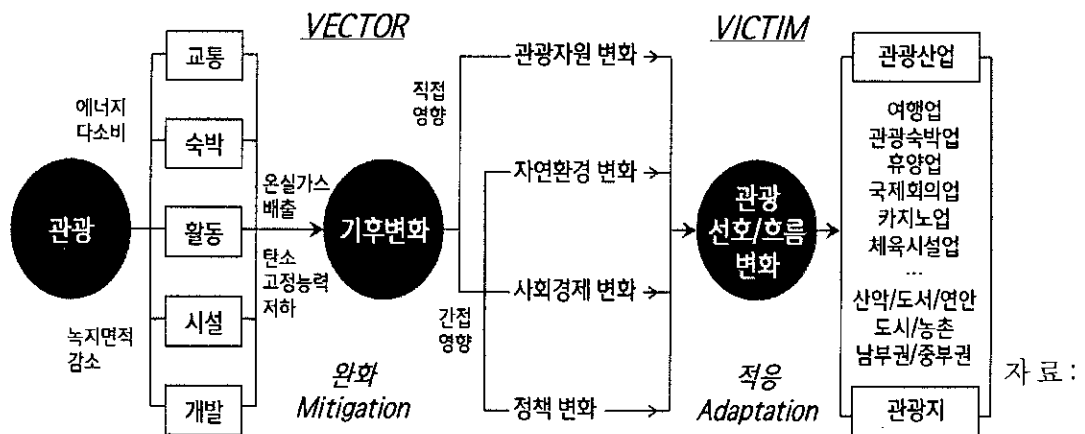 VECTOR
VICTIM
교통
숙박
활동
시설
개발
에너지
다소비
관광
녹지면적
감소
온실가스
배출
탄소
고정능력
저하
기후변화
직접
영향
간접
영향
완화
Mitigation
관광자원 변화
자연환경 변화
사회경제 변화
정책 변화
관광
선호/흐름
변화
적응
Adaptation
관광산업
여행업
관광숙박업
휴양업
국제회의업
카지노업
체육시설업
...
산악/도서/연안
도시/농촌
남부권/중부권
관광지
자료: